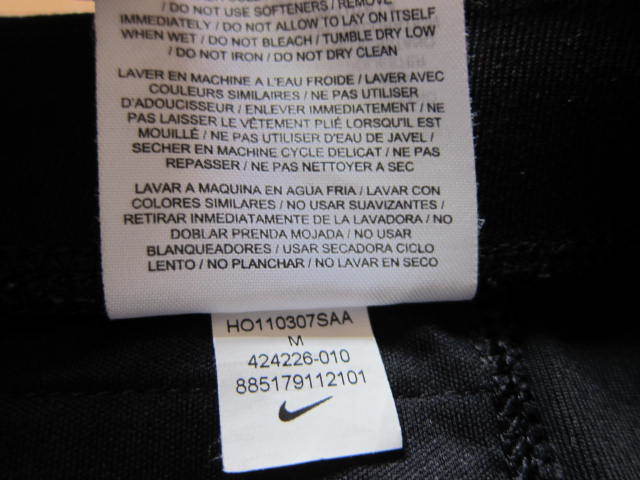 / DO NOT USE SOFTENERS / REMOVE
IMMEDIATELY / DO NOT ALLOW TO LAY ON ITSELF
WHEN WET / DO NOT BLEACH / TUMBLE DRY LOW
/ DO NOT IRON / DO NOT DRY CLEAN
LAVER EN MACHINE A L'EAU FROIDE / LAVER AVEC
COULEURS SIMILAIRES / NE PAS UTILISER
D'ADOUCISSEUR / ENLEVER IMMEDIATEMENT / NE
PAS LAISSER LE VÊTEMENT PLIÉ LORSQU'IL EST
MOUILLÉ / NE PAS UTILISER D'EAU DE JAVEL /
SECHER EN MACHINE CYCLE DELICAT / NE PAS
REPASSER / NE PAS NETTOYER A SEC
LAVAR A MAQUINA EN AGUA FRIA / LAVAR CON
COLORES SIMILARES / NO USAR SUAVIZANTES /
RETIRAR INMEDIATAMENTE DE LA LAVADORA / NO
DOBLAR PRENDA MOJADA / NO USAR
BLANQUEADORES / USAR SECADORA CICLO
LENTO / NO PLANCHAR / NO LAVAR EN SECO
HO110307SAA
M
424226-010
885179112101